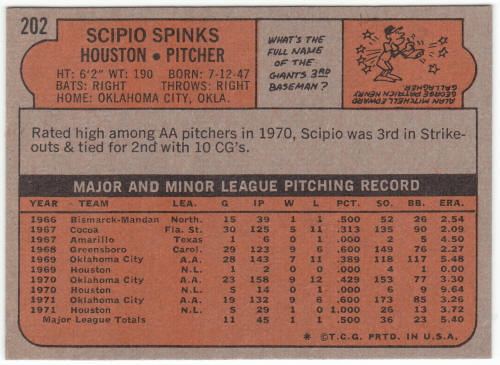 202
SCIPIO SPINKS
HOUSTON • PITCHER
HT: 6'2" WT: 190 BORN: 7-12-47
BATS: RIGHT THROWS: RIGHT
HOME: OKLAHOMA CITY, OKLA.
WHAT'S THE
FULL NAME
OF THE
GIANTS' 3RD
BASEMAN?
ALAN MITCHELL EDWARD
GEORGE PATRICK HENRY
GALLAGHER
Rated high among AA pitchers in 1970, Scipio was 3rd in Strike-
outs & tied for 2nd with 10 CG's.
MAJOR AND MINOR LEAGUE PITCHING RECORD
YEAR TEAM LEA. G IP W L PCT. SO. BB. ERA.
1966 Bismarck-Mandan North. 15 39 1 1 .500 52 26 2.54
1967 Cocoa Fla. St. 30 125 5 11 .313 135 90 2.09
1967 Amarillo Texas 1 6 0 1 .000 2 5 4.50
1968 Greensboro Carol. 29 123 9 6 .600 149 76 2.27
1969 Oklahoma City A.A. 28 143 7 11 .389 118 117 5.48
1969 Houston N.L. 1 2 0 0 .000 4 1 0.00
1970 Oklahoma City A.A. 23 158 9 12 .429 153 77 3.30
1970 Houston N.L. 5 14 0 1 .000 6 9 9.64
1971 Oklahoma City A.A. 19 132 9 6 .600 173 85 3.26
1971 Houston N.L. 5 29 1 0 1.000 26 13 3.72
Major League Totals 11 45 1 1 .500 36 23 5.40
* ©T.C.G. PRTD. IN U.S.A.